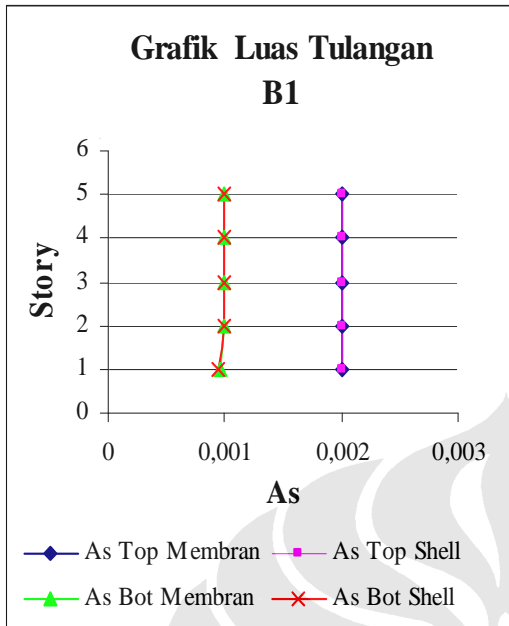 Grafik Luas Tulangan
B1
6
5
4
3
2
1
0
Story
0 0,001 0,002 0,003
As
As Top Membran As Top Shell
As Bot Membran As Bot Shell